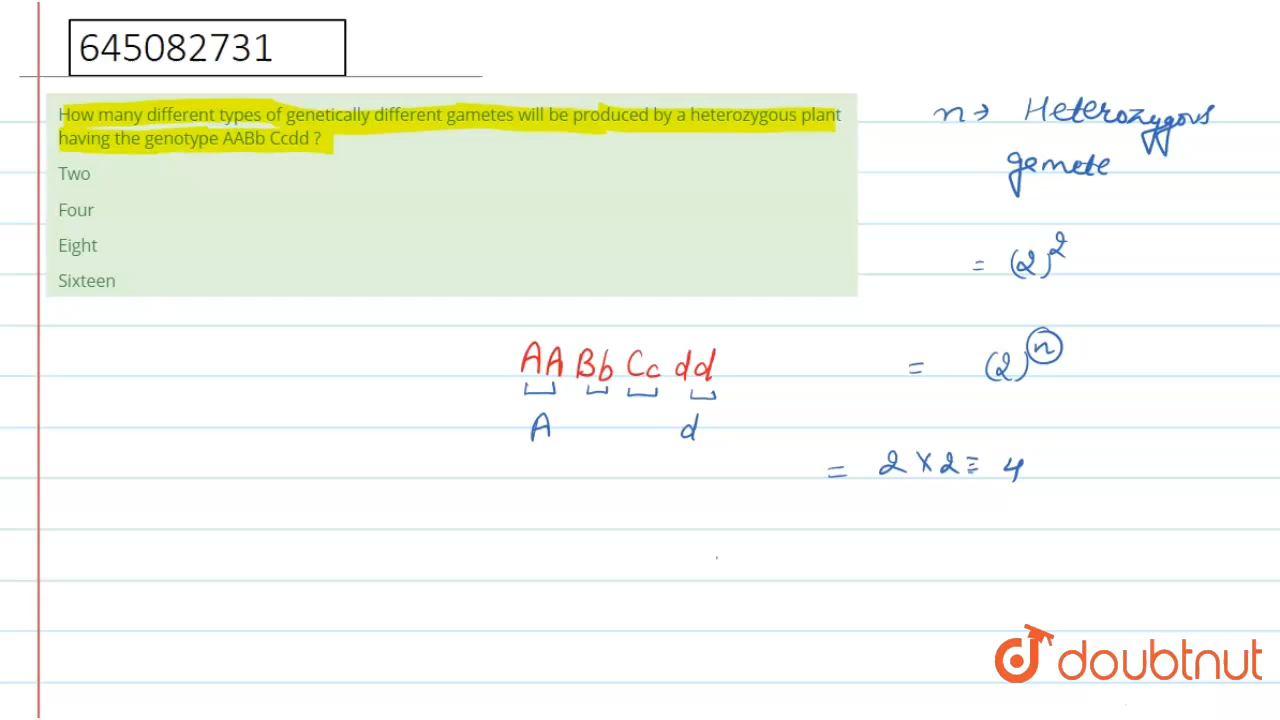 645082731
How many different types of genetically different gametes will be produced by a heterozygous plant
having the genotype AABb Ccdd ?
Two
Four
Eight
Sixteen
n → Heterozygous
gemete
= (2)^2
AA Bb Cc dd
= (2)^n
A d
= 2 × 2 = 4
doubtnut